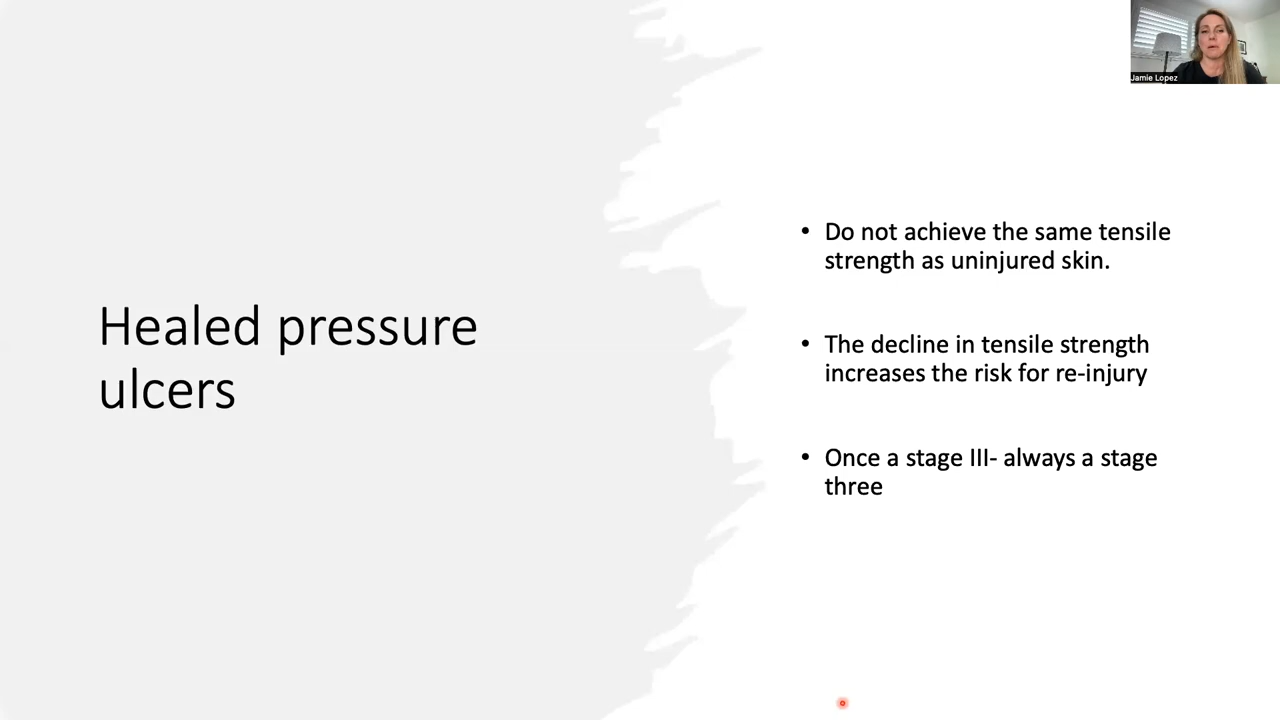 Jamie Lopez
Healed pressure
ulcers
• Do not achieve the same tensile
strength as uninjured skin.
• The decline in tensile strength
increases the risk for re-injury
• Once a stage III- always a stage
three